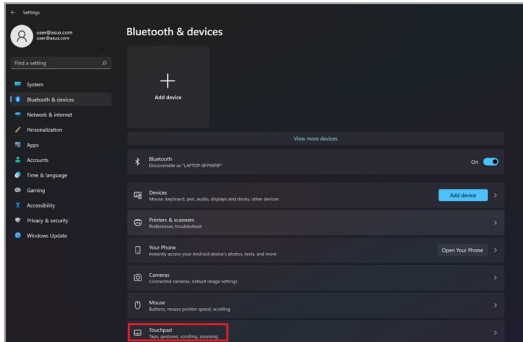 Settings
user@asus.com
user@asus.com
Find a setting
System
Bluetooth & devices
Network & internet
Personalization
Apps
Accounts
Time & language
Gaming
Accessibility
Privacy & security
Windows Update
Bluetooth & devices
Add device
View more devices
Bluetooth
Discoverable as
On
Devices
Mouse, keyboard, pen, audio, displays and docks, other devices
Add device
Printers & scanners
Preferences, troubleshoot
Your Phone
Instantly access your Android device's photos, texts, and more
Open Your Phone
Cameras
Connected cameras, default image settings
Mouse
Buttons, mouse pointer speed, scrolling
Touchpad
Taps, gestures, scrolling, zooming